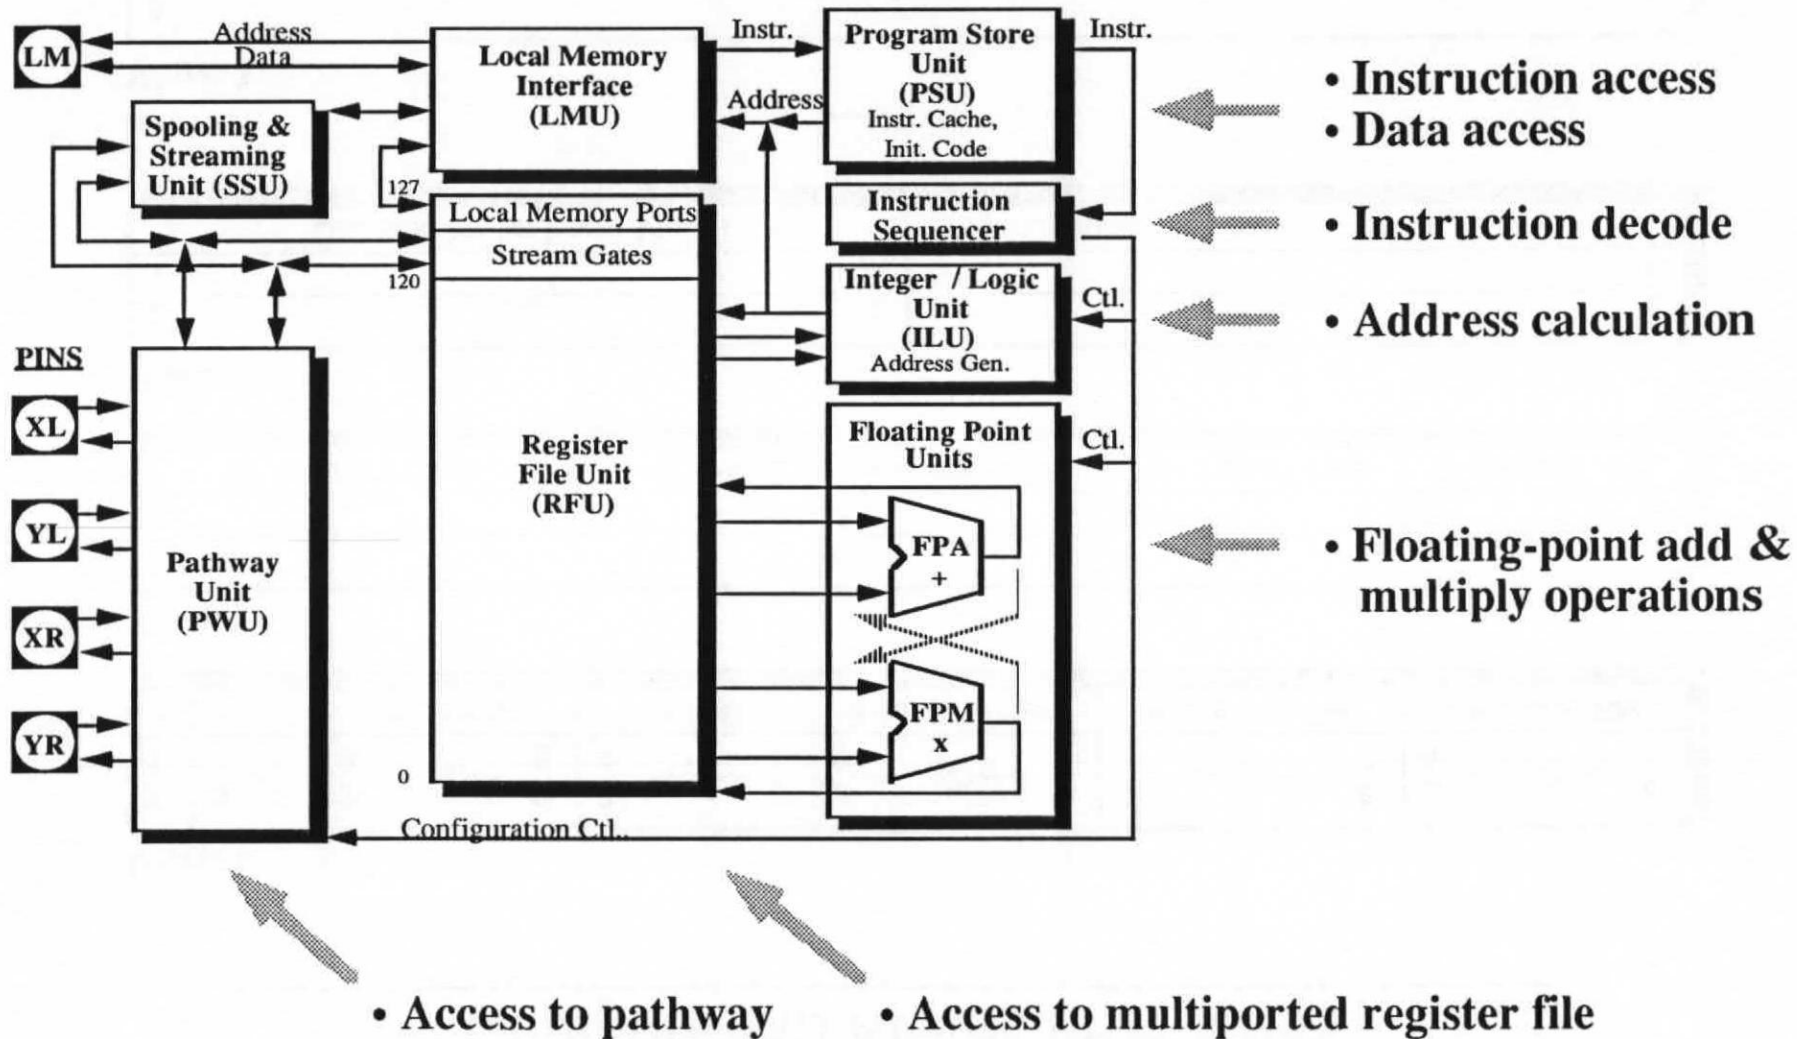 LM
Address
Data
Local Memory
Interface
(LMU)
Instr.
Address
Program Store
Unit
(PSU)
Instr. Cache,
Init. Code
Instr.
• Instruction access
• Data access
Spooling &
Streaming
Unit (SSU)
127
Local Memory Ports
Stream Gates
120
Instruction
Sequencer
• Instruction decode
Integer / Logic
Unit
(ILU)
Address Gen.
Ctl.
• Address calculation
PINS
XL
YL
XR
YR
Pathway
Unit
(PWU)
Register
File Unit
(RFU)
0
Floating Point
Units
Ctl.
FPA
+
FPM
x
• Floating-point add &
multiply operations
Configuration Ctl..
• Access to pathway
• Access to multiported register file